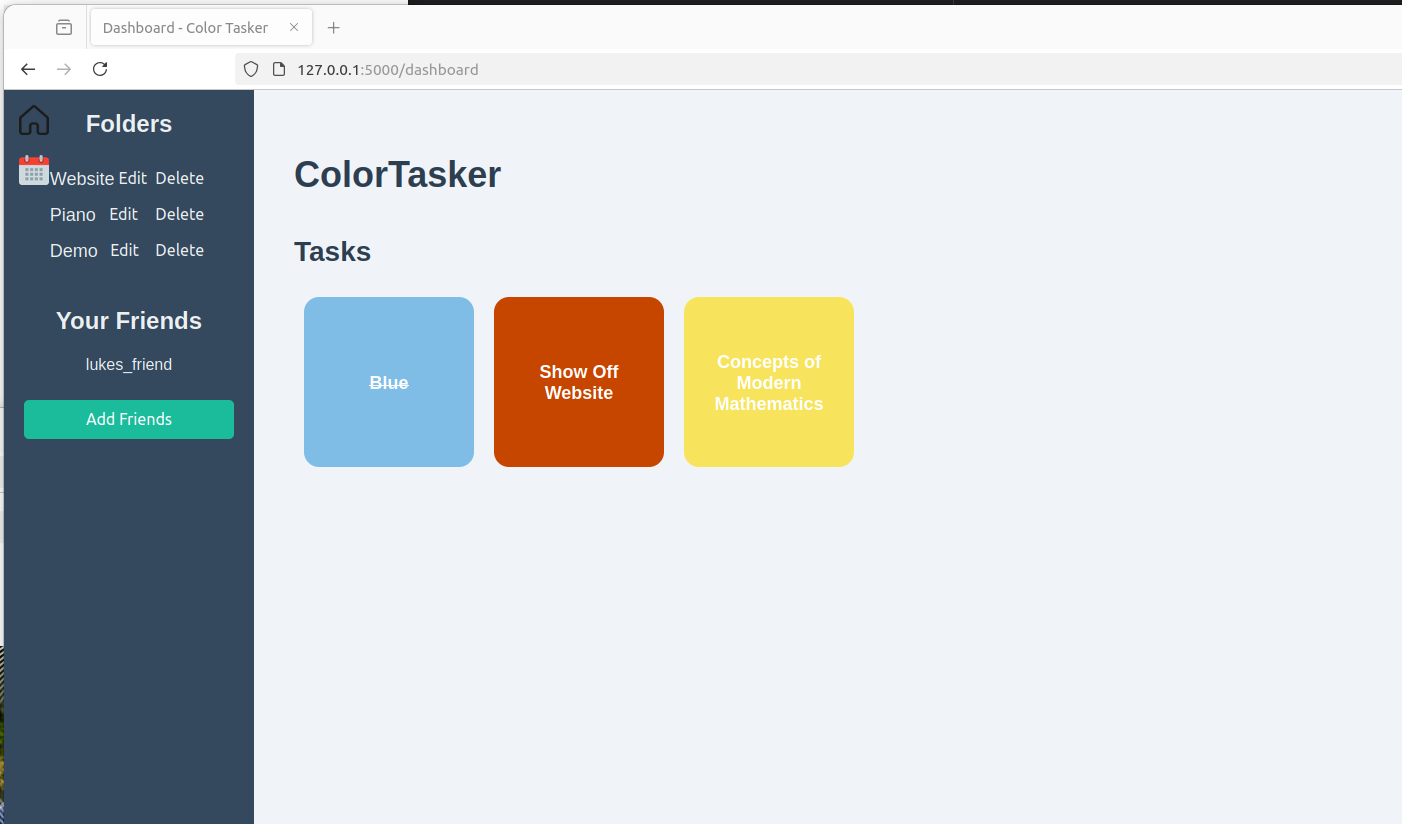 Dashboard - Color Tasker
127.0.0.1:5000/dashboard
Folders
Website Edit Delete
Piano Edit Delete
Demo Edit Delete
Your Friends
lukes_friend
Add Friends
ColorTasker
Tasks
Blue
Show Off
Website
Concepts of
Modern
Mathematics